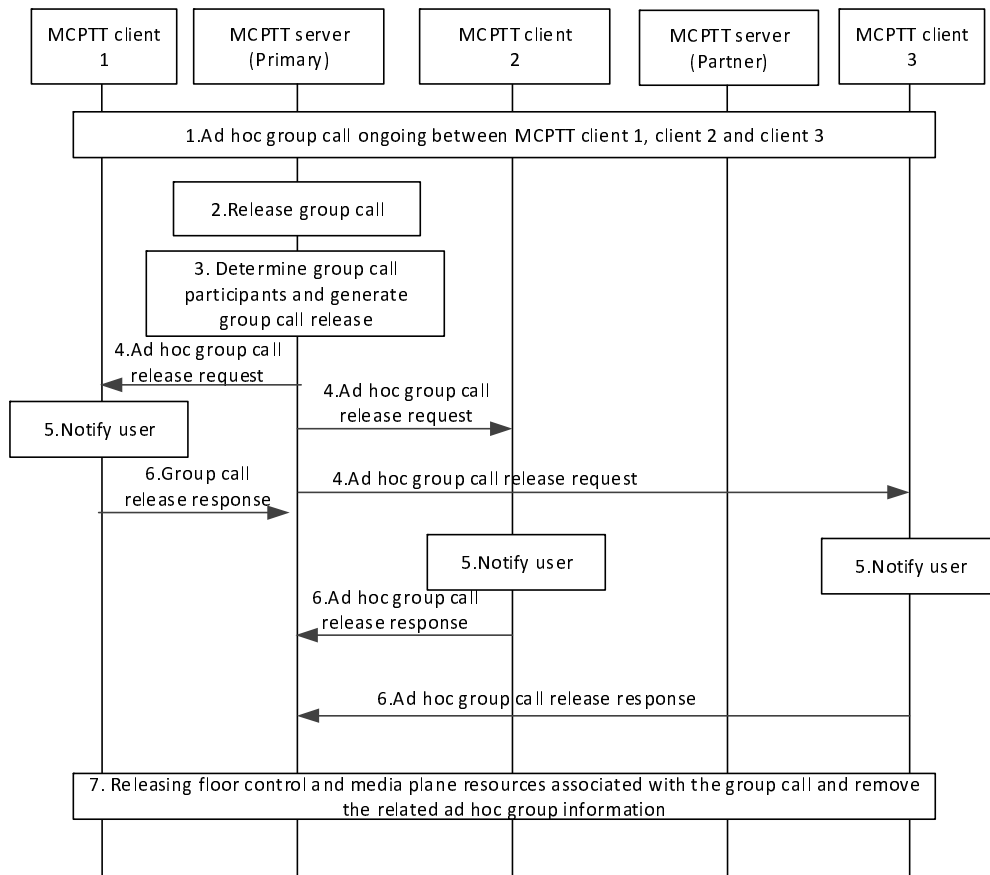 MCPTT client
1
MCPTT server
(Primary)
MCPTT client
2
MCPTT server
(Partner)
MCPTT client
3
1.Ad hoc group call ongoing between MCPTT client 1, client 2 and client 3
2.Release group call
3. Determine group call
participants and generate
group call release
4.Ad hoc group call
release request
4.Ad hoc group call
release request
5.Notify user
6.Group call
release response
4.Ad hoc group call release request
5.Notify user
5.Notify user
6.Ad hoc group call
release response
6.Ad hoc group call release response
7. Releasing floor control and media plane resources associated with the group call and remove
the related ad hoc group information